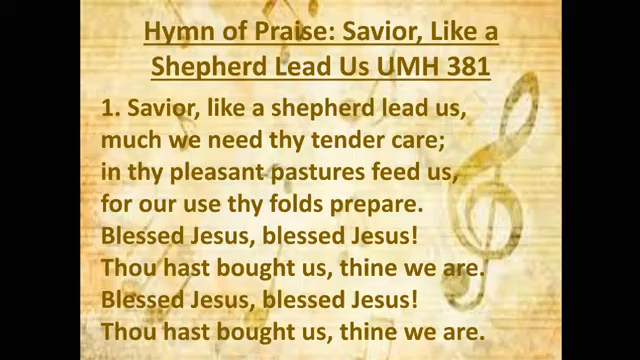 Hymn of Praise: Savior, Like a
Shepherd Lead Us UMH 381
1. Savior, like a shepherd lead us,
much we need thy tender care;
in thy pleasant pastures feed us,
for our use thy folds prepare.
Blessed Jesus, blessed Jesus!
Thou hast bought us, thine we are.
Blessed Jesus, blessed Jesus!
Thou hast bought us, thine we are.